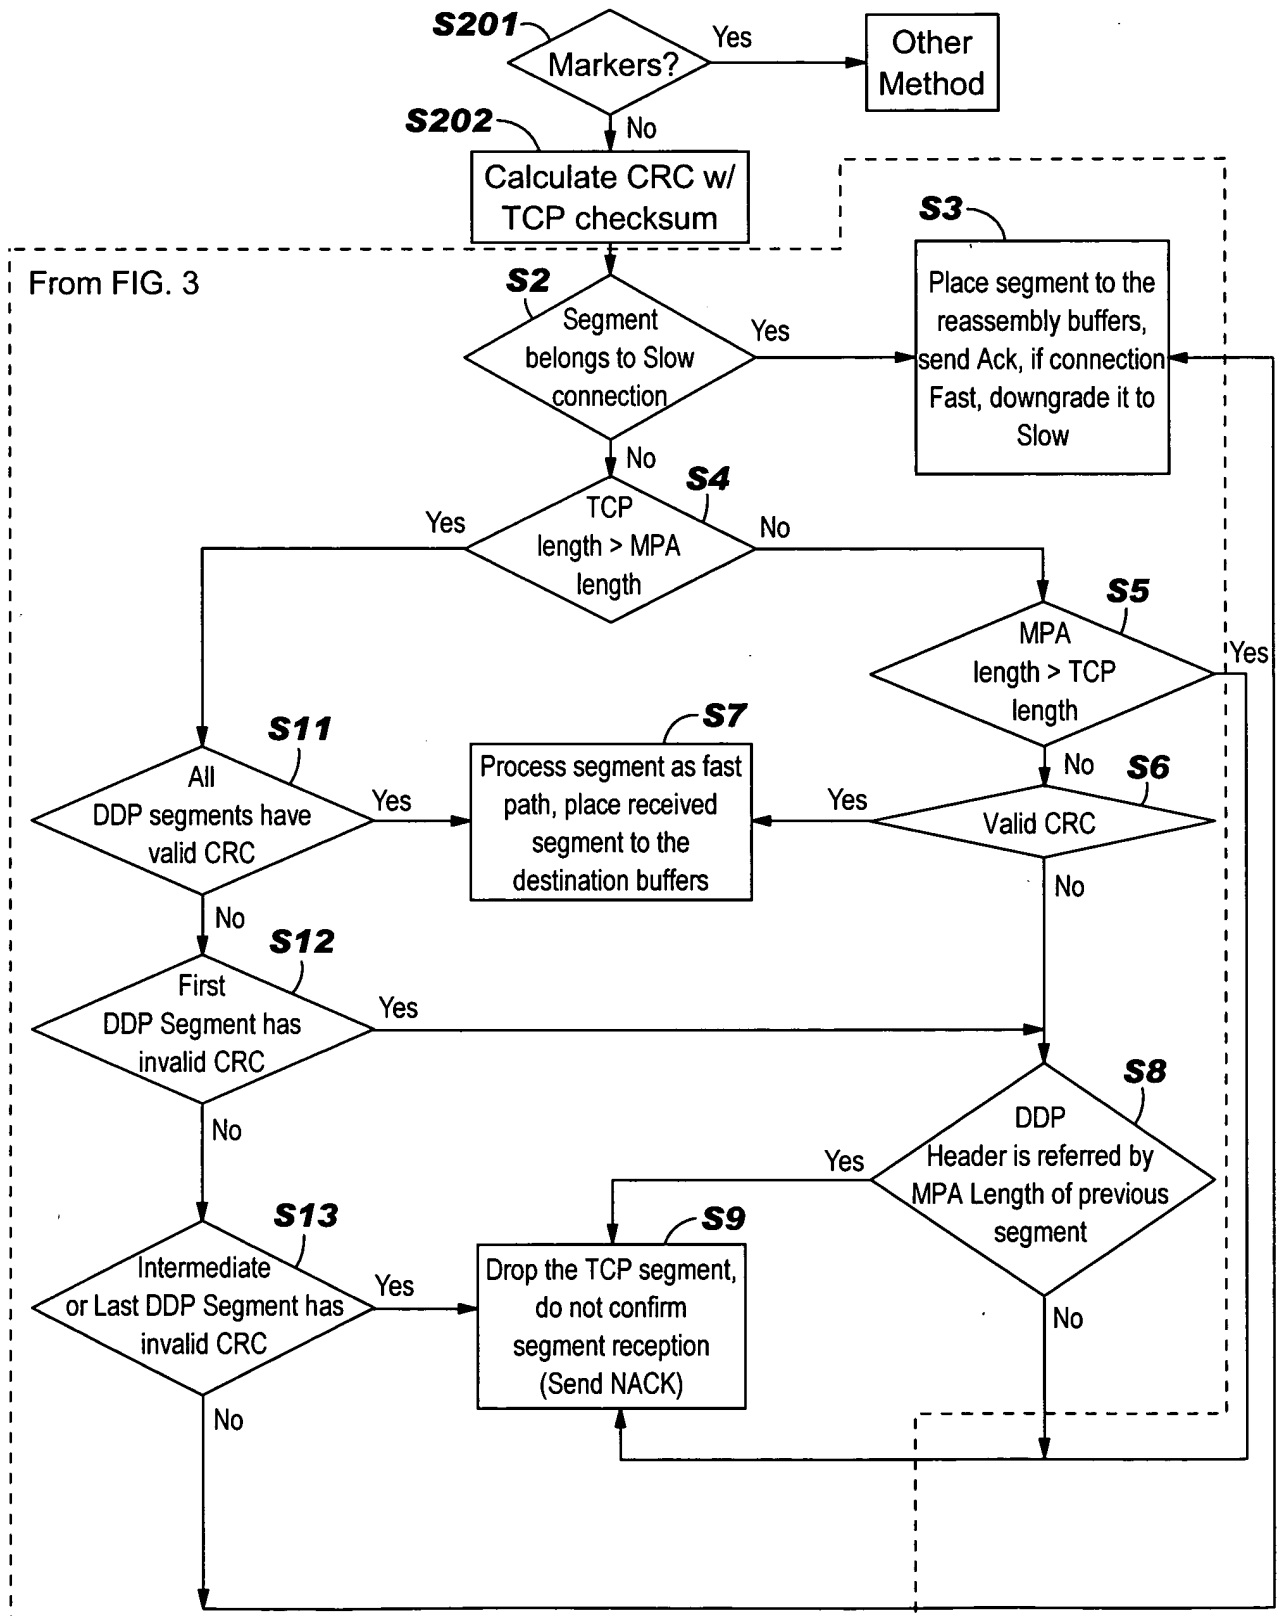 S201
Markers?
Yes
Other
Method
No
S202
Calculate CRC w/
TCP checksum
From FIG. 3
S2
Segment
belongs to Slow
connection
Yes
S3
Place segment to the
reassembly buffers,
send Ack, if connection
Fast, downgrade it to
Slow
No
S4
TCP
length > MPA
length
Yes
No
S5
MPA
length > TCP
length
Yes
No
S11
All
DDP segments have
valid CRC
Yes
S7
Process segment as fast
path, place received
segment to the
destination buffers
S6
Valid CRC
Yes
No
No
S12
First
DDP Segment has
invalid CRC
Yes
No
S8
DDP
Header is referred by
MPA Length of previous
segment
Yes
No
S13
Intermediate
or Last DDP Segment has
invalid CRC
Yes
S9
Drop the TCP segment,
do not confirm
segment reception
(Send NACK)
No